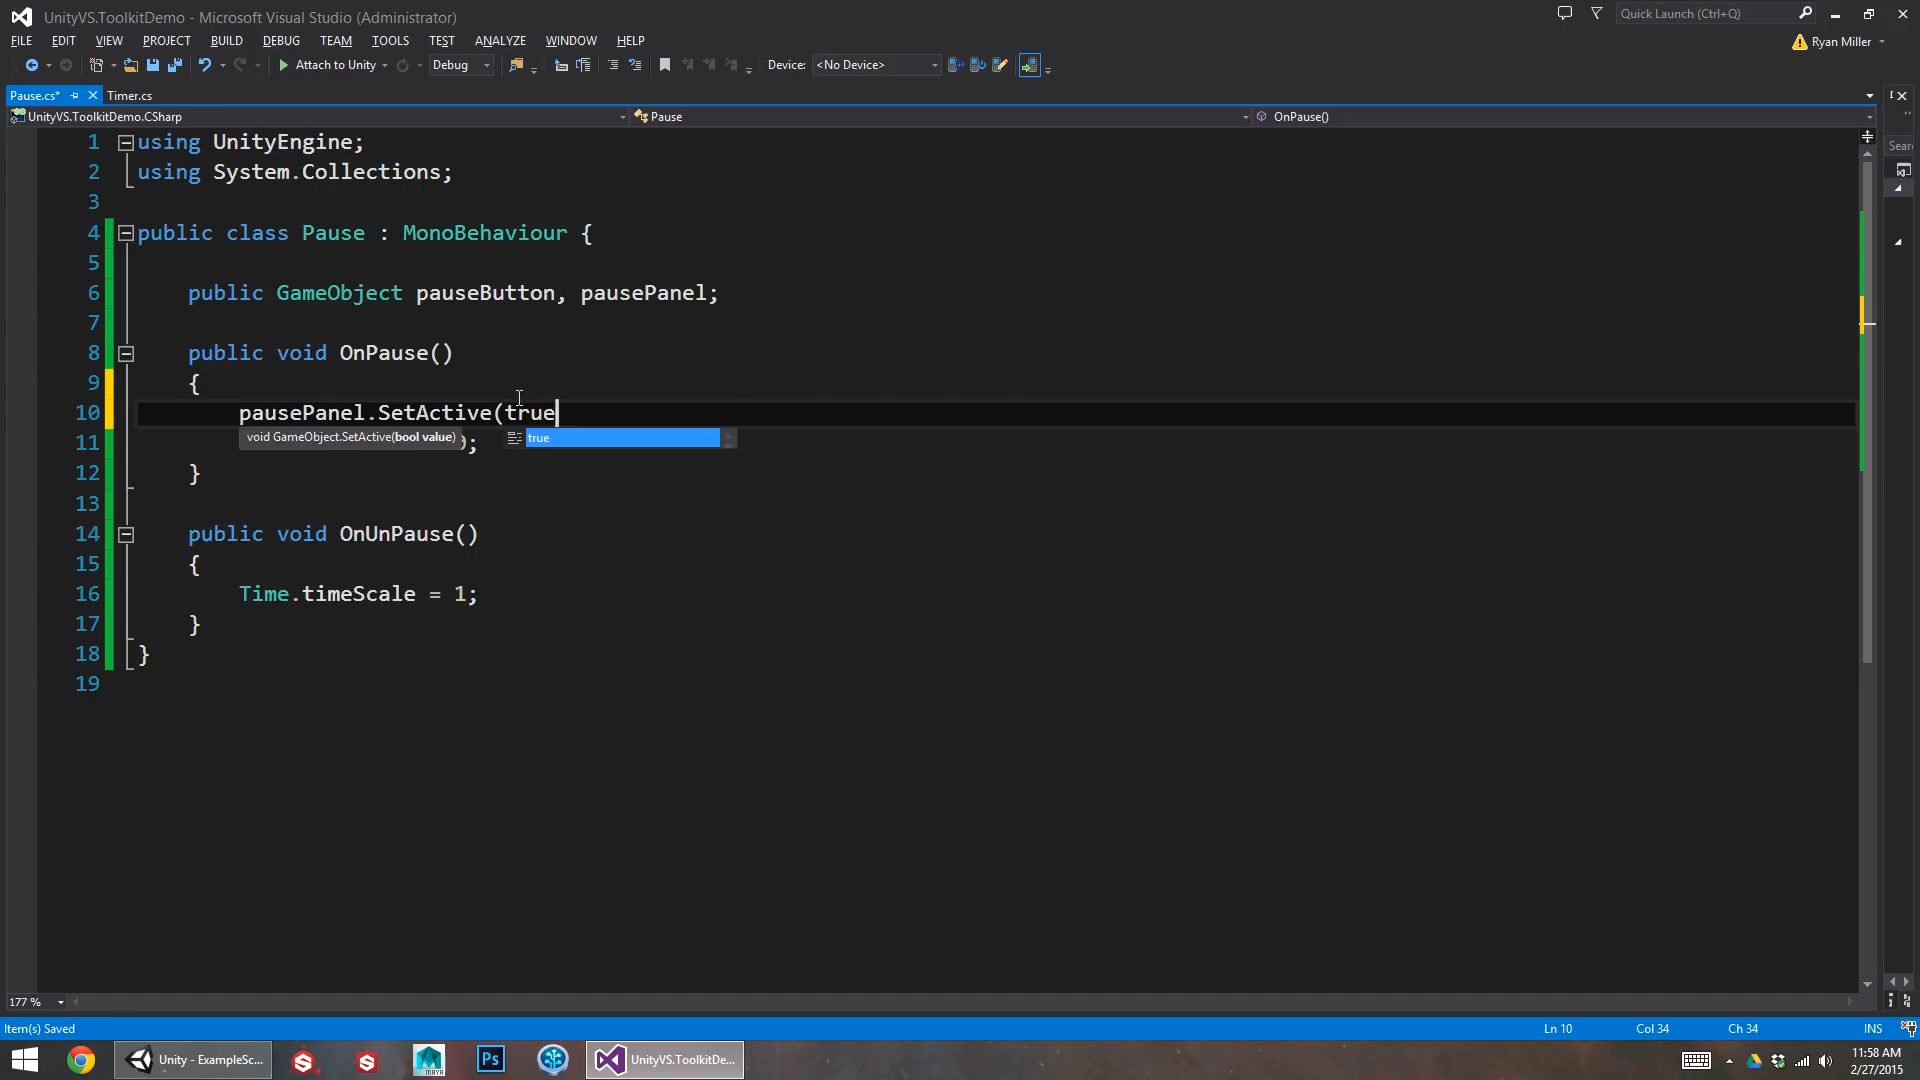 UnityVS.ToolkitDemo - Microsoft Visual Studio (Administrator)
Quick Launch (Ctrl+Q)
FILE EDIT VIEW PROJECT BUILD DEBUG TEAM TOOLS TEST ANALYZE WINDOW HELP
Ryan Miller
Attach to Unity Debug Device: <No Device>
Pause.cs* Timer.cs
UnityVS.ToolkitDemo.CSharp Pause OnPause()
Sear
1 using UnityEngine;
2 using System.Collections;
3
4 public class Pause : MonoBehaviour {
5
6 public GameObject pauseButton, pausePanel;
7
8 public void OnPause()
9 {
10 pausePanel.SetActive(true
void GameObject.SetActive(bool value) true
11 ;
12 }
13
14 public void OnUnPause()
15 {
16 Time.timeScale = 1;
17 }
18 }
19
177 %
Item(s) Saved Ln 10 Col 34 Ch 34 INS
Unity - ExampleSc... MAYA Ps UnityVS.ToolkitDe...
11:58 AM
2/27/2015